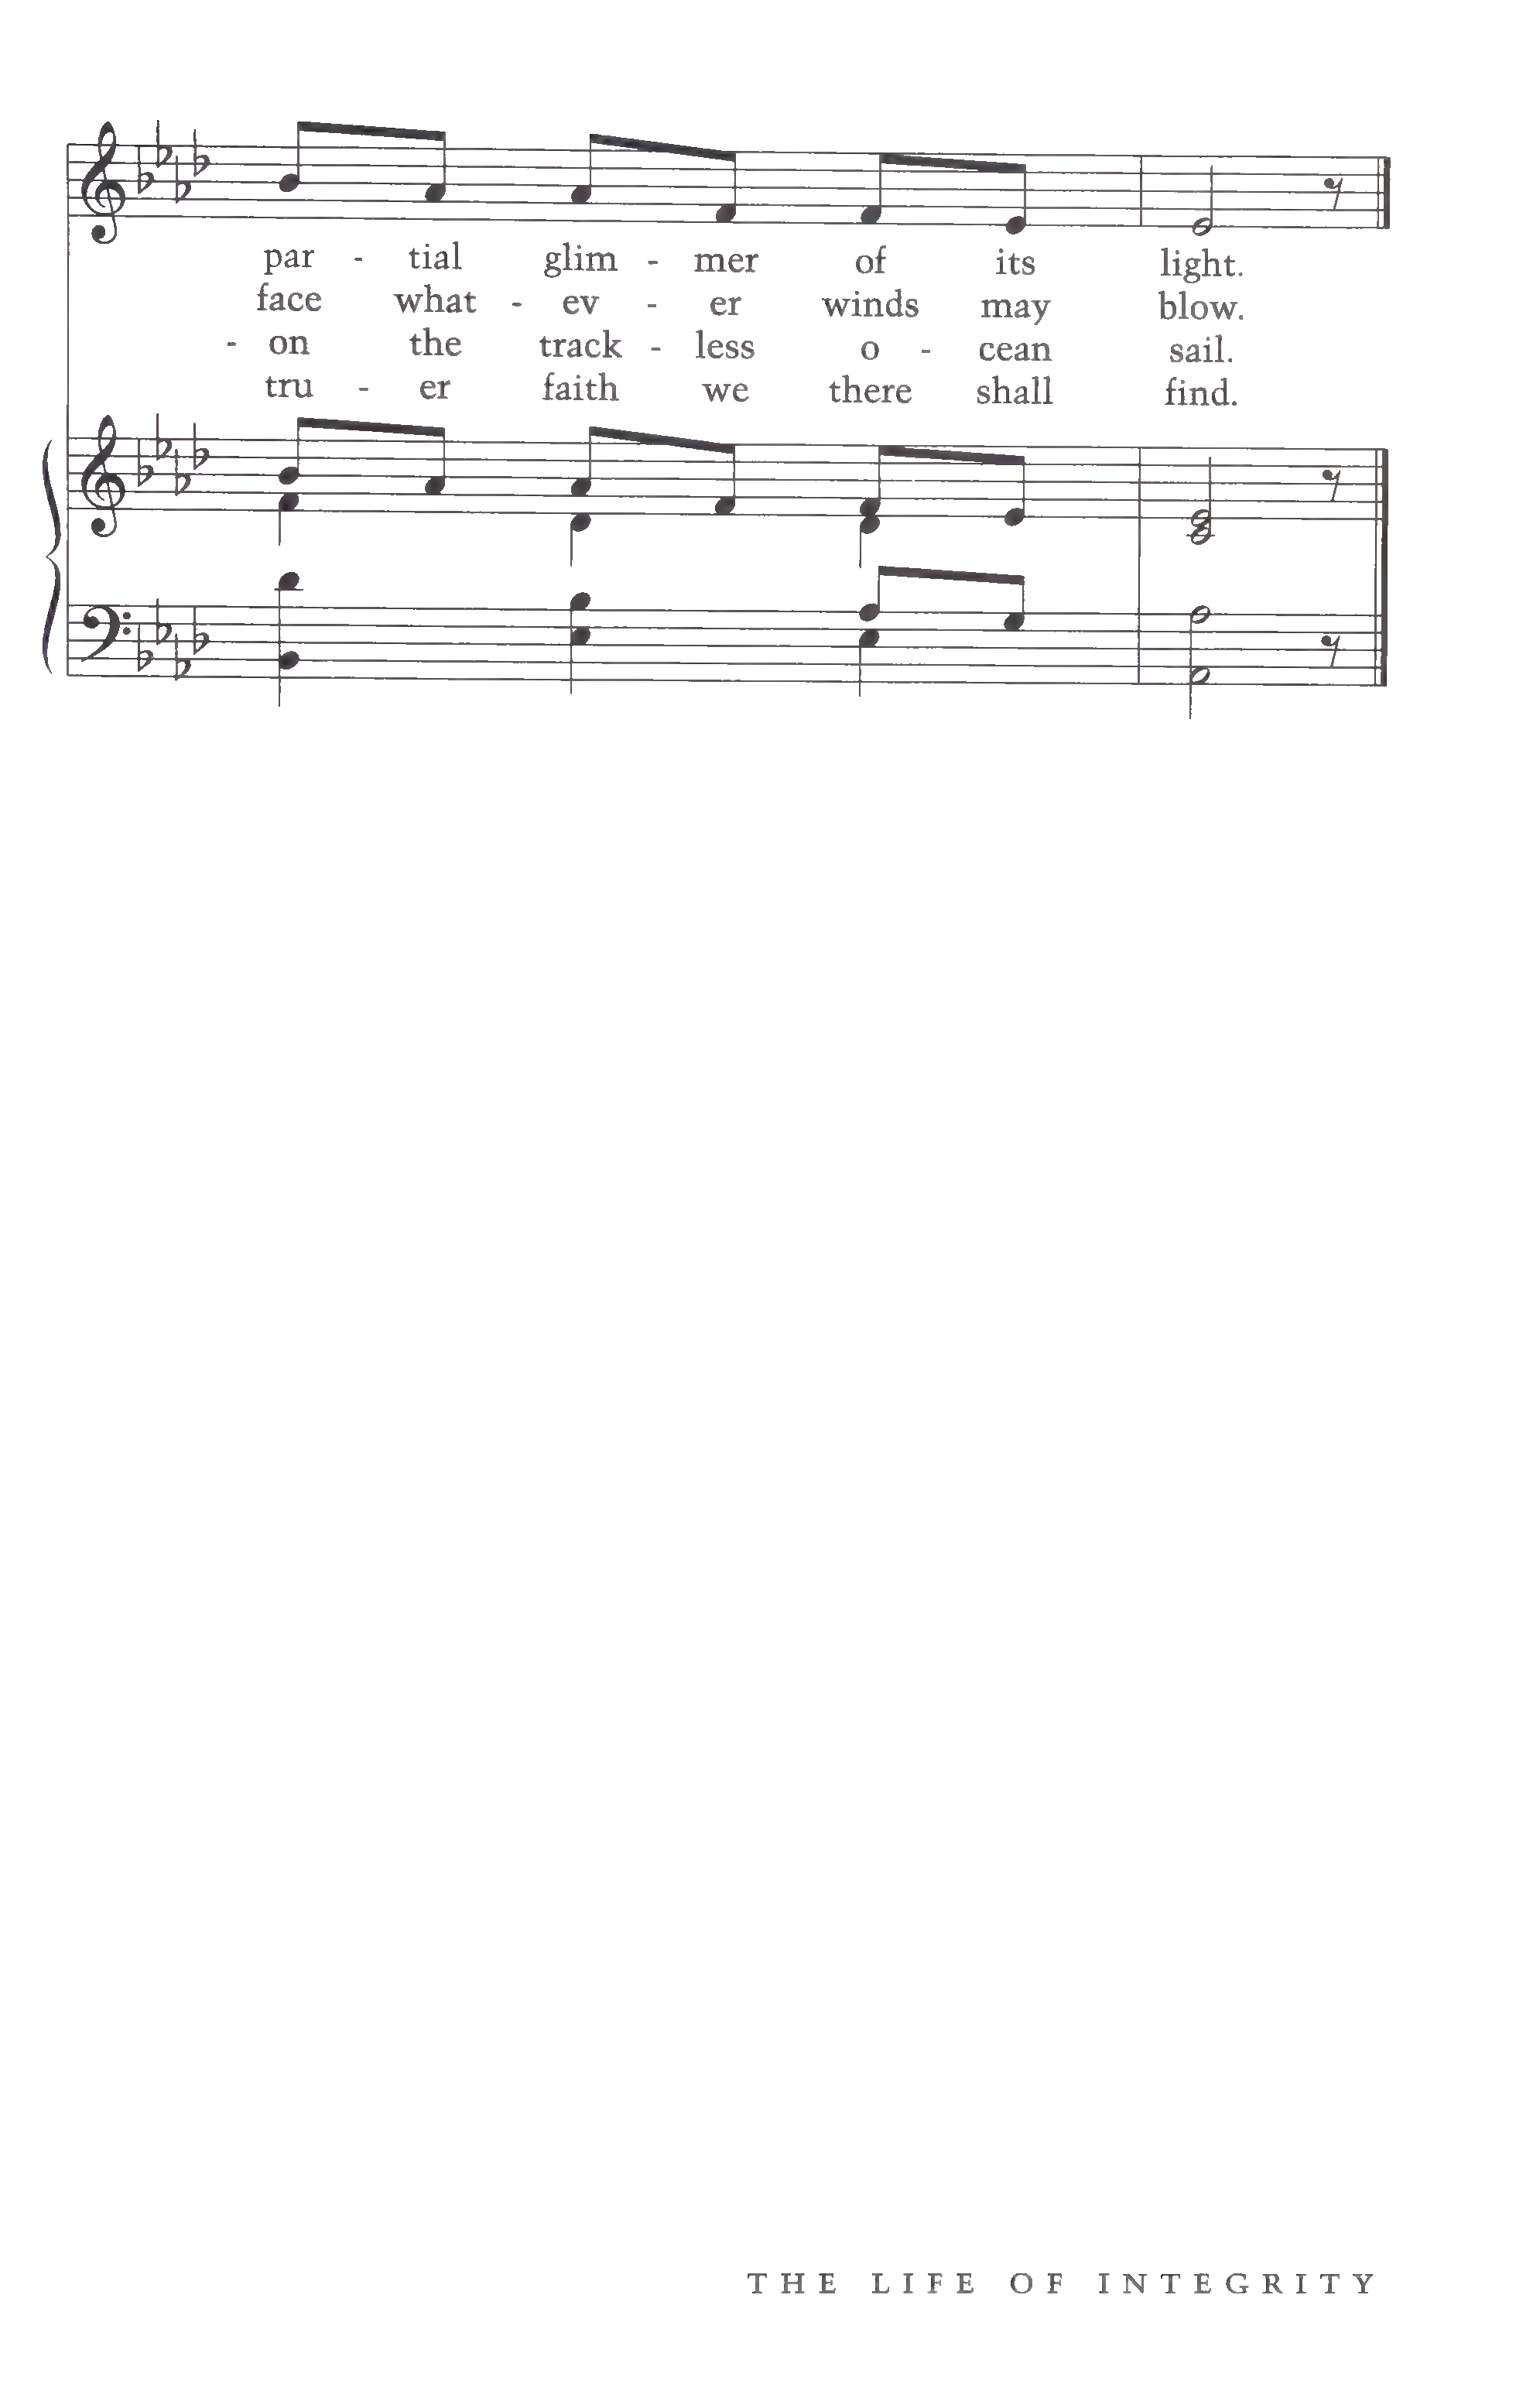 par - tial glim - mer of its light.
face what - ev - er winds may blow.
- on the track - less o - cean sail.
tru - er faith we there shall find.
THE LIFE OF INTEGRITY